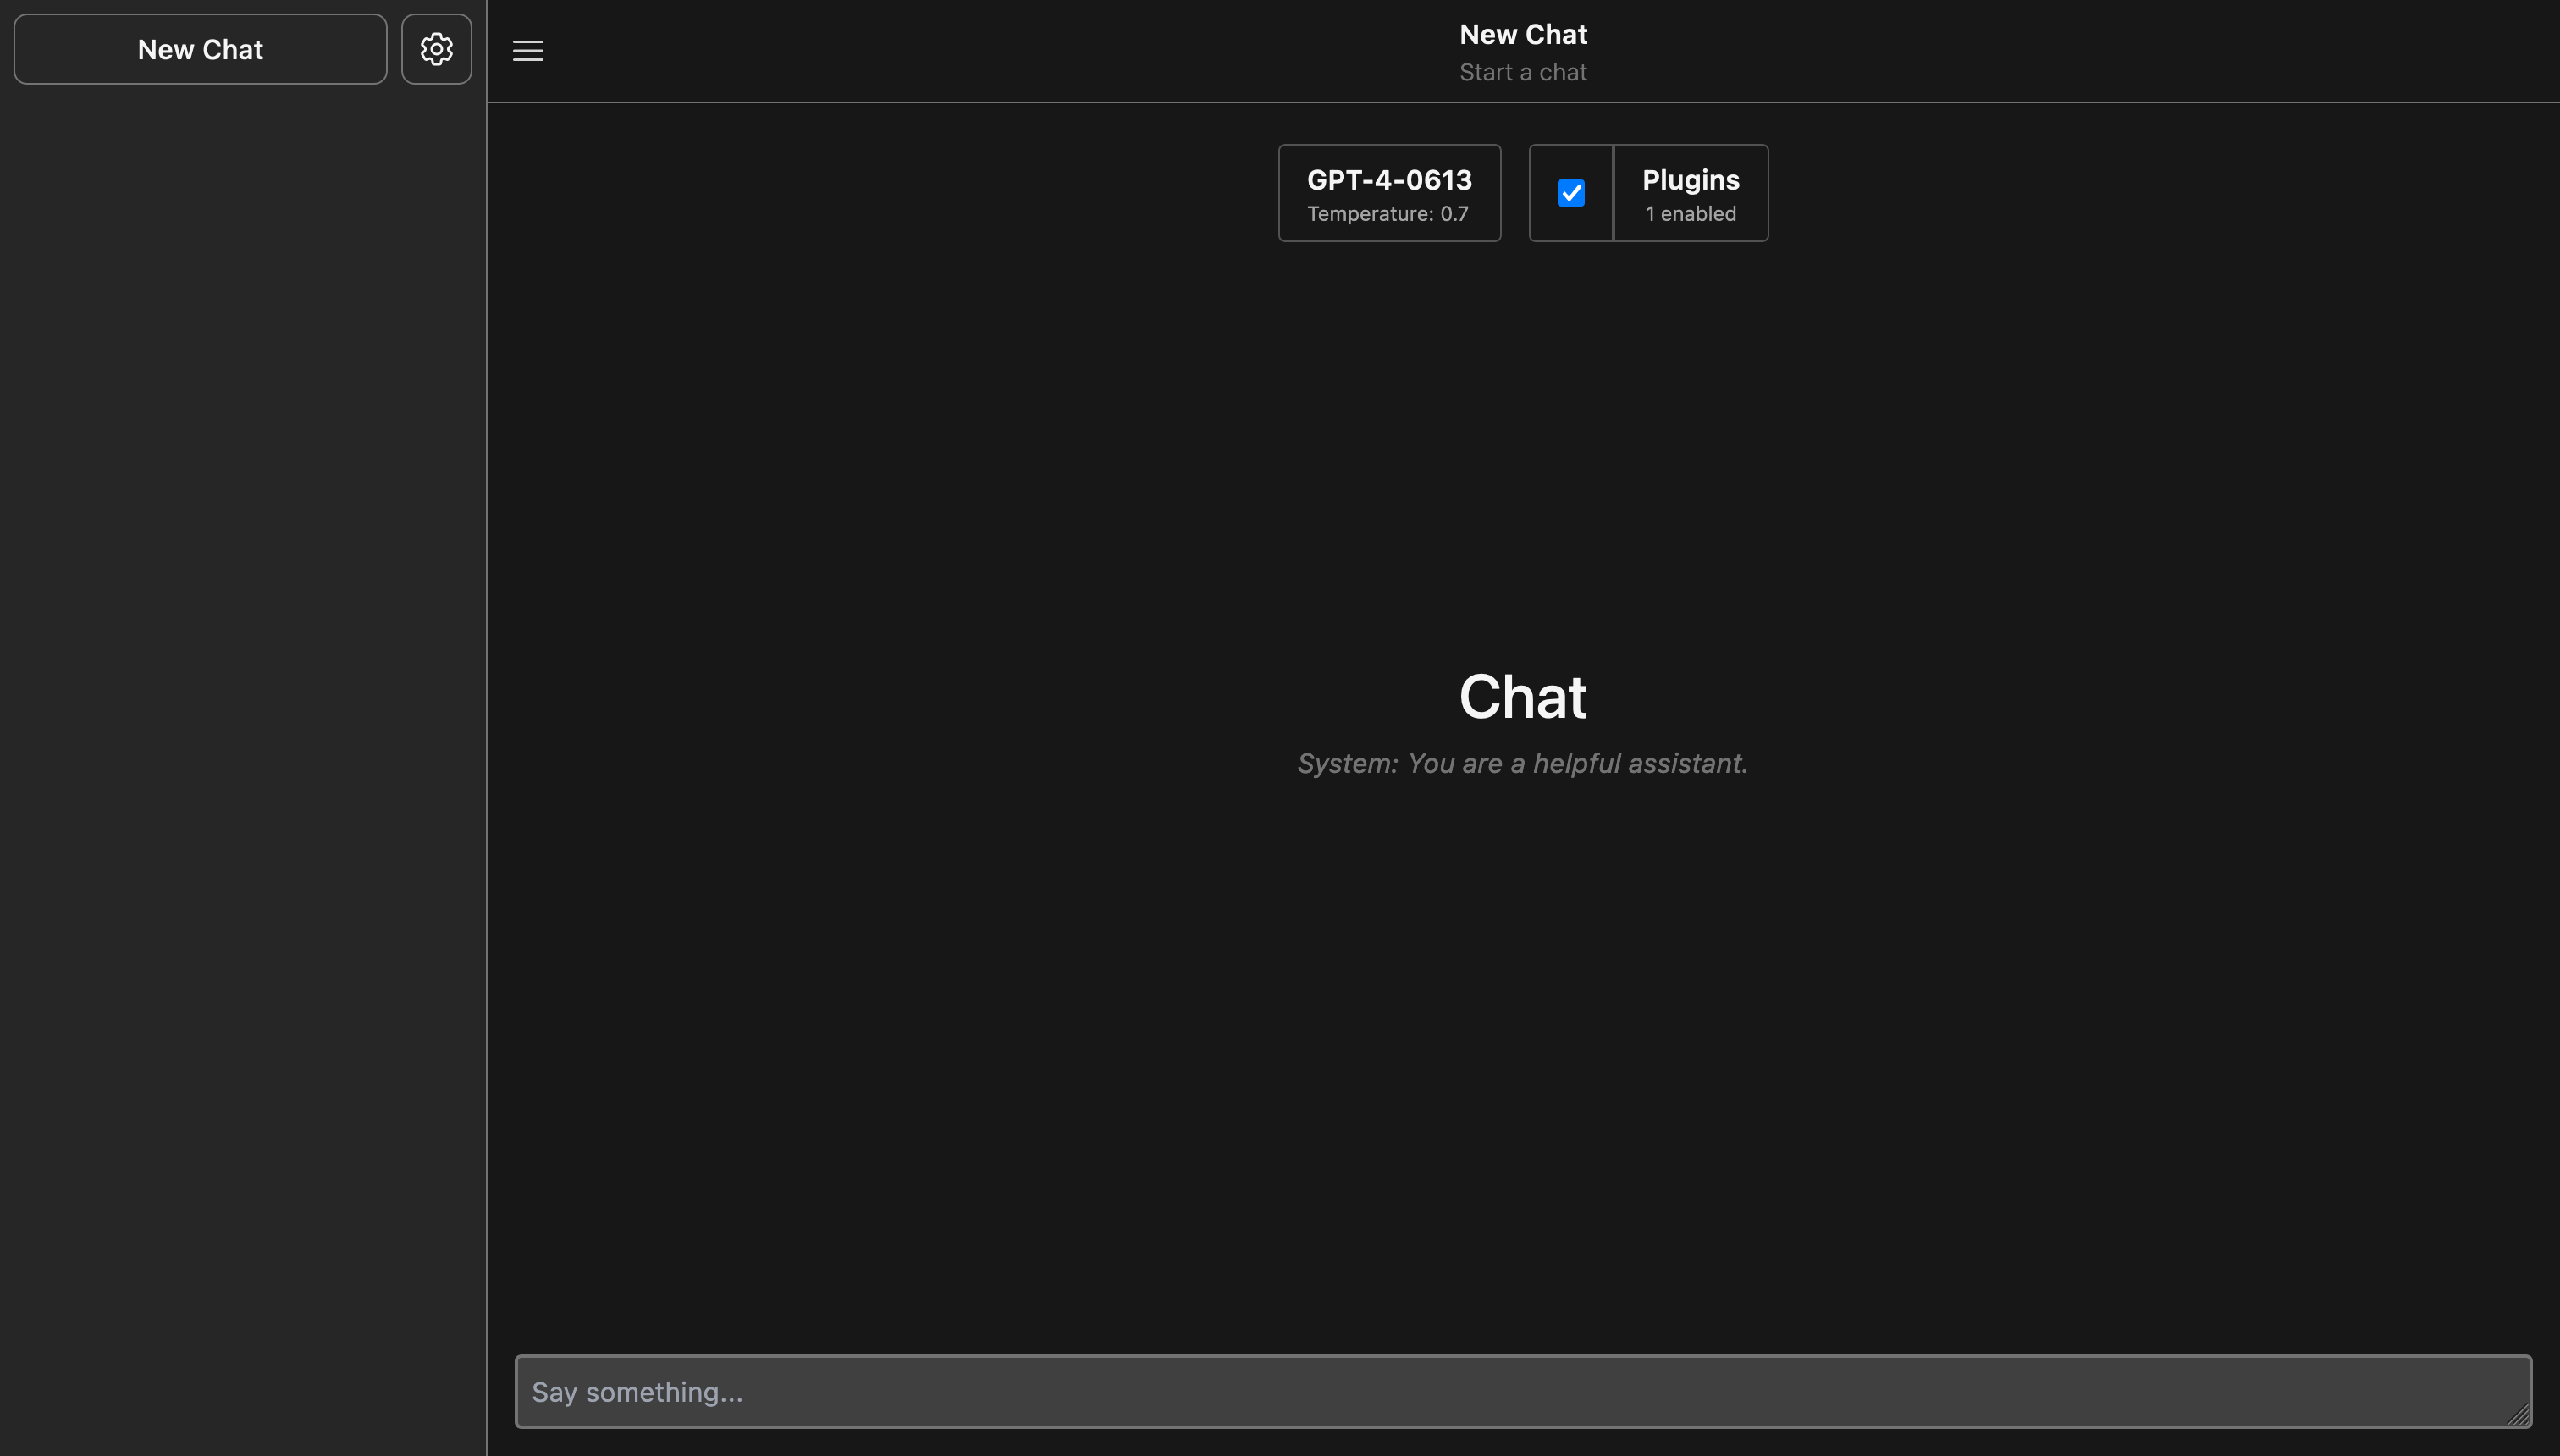 New Chat
New Chat
Start a chat
GPT-4-0613
Temperature: 0.7
Plugins
1 enabled
Chat
System: You are a helpful assistant.
Say something...